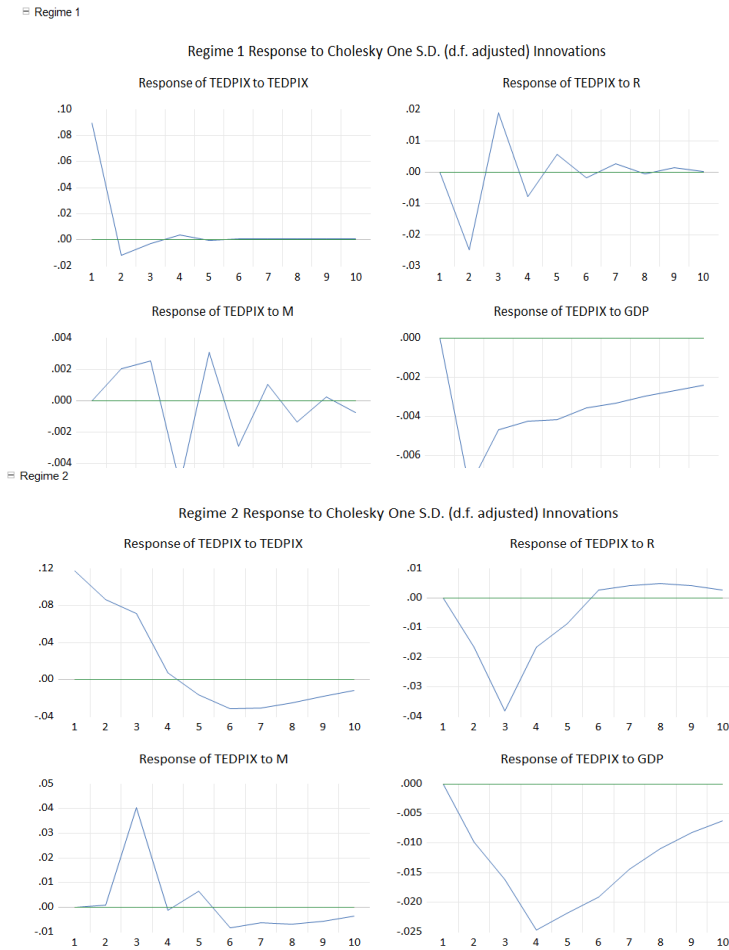 Regime 1
Regime 1 Response to Cholesky One S.D. (d.f. adjusted) Innovations
Response of TEDPIX to TEDPIX
.10
.08
.06
.04
.02
.00
-.02
1 2 3 4 5 6 7 8 9 10
Response of TEDPIX to R
.02
.01
.00
-.01
-.02
-.03
1 2 3 4 5 6 7 8 9 10
Response of TEDPIX to M
.004
.002
.000
-.002
-.004
Response of TEDPIX to GDP
.000
-.002
-.004
-.006
Regime 2
Regime 2 Response to Cholesky One S.D. (d.f. adjusted) Innovations
Response of TEDPIX to TEDPIX
.12
.08
.04
.00
-.04
1 2 3 4 5 6 7 8 9 10
Response of TEDPIX to R
.01
.00
-.01
-.02
-.03
-.04
1 2 3 4 5 6 7 8 9 10
Response of TEDPIX to M
.05
.04
.03
.02
.01
.00
-.01
1 2 3 4 5 6 7 8 9 10
Response of TEDPIX to GDP
.000
-.005
-.010
-.015
-.020
-.025
1 2 3 4 5 6 7 8 9 10